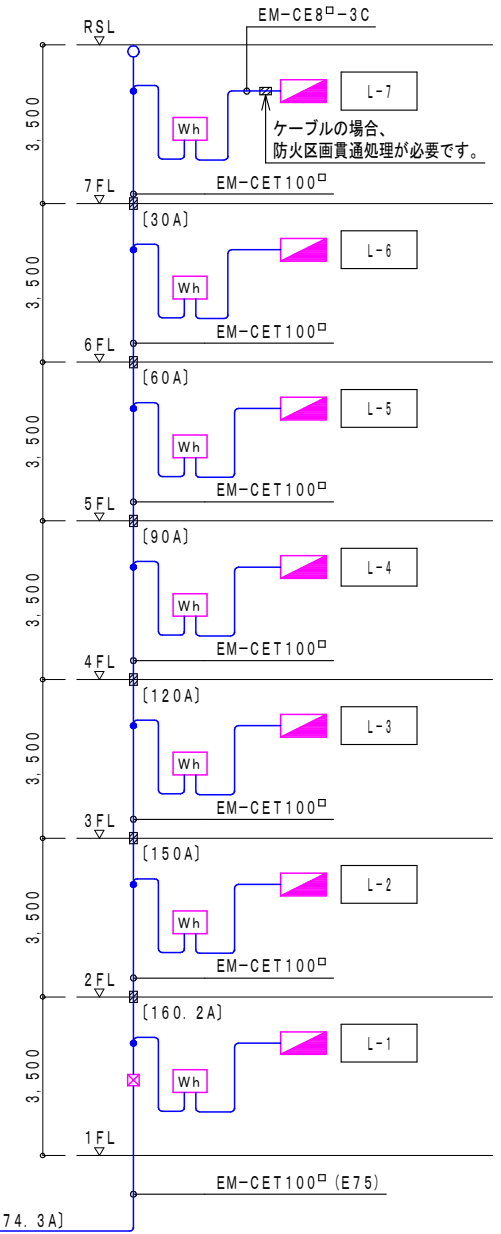 EM-CE8□-3C
RSL
L-7
Wh
ケーブルの場合、
防火区画貫通処理が必要です。
3,500
EM-CET100□
7FL
[30A]
L-6
Wh
3,500
EM-CET100□
6FL
[60A]
L-5
Wh
3,500
EM-CET100□
5FL
[90A]
L-4
Wh
3,500
EM-CET100□
4FL
[120A]
L-3
Wh
3,500
EM-CET100□
3FL
[150A]
L-2
Wh
3,500
EM-CET100□
2FL
[160.2A]
L-1
Wh
3,500
1FL
EM-CET100□(E75)
74.3A]